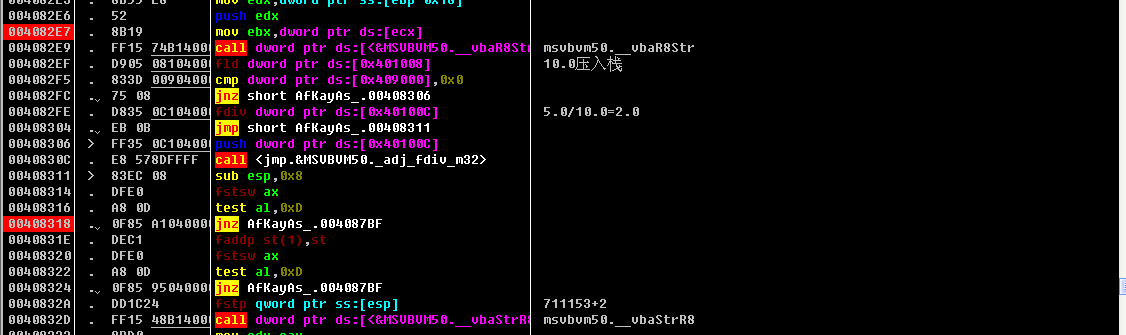 004082E3 . 8B55 E8 mov edx,dword ptr ss:[ebp-0x18]
004082E6 . 52 push edx
004082E7 . 8B19 mov ebx,dword ptr ds:[ecx]
004082E9 . FF15 74B14000 call dword ptr ds:[<&MSVBVM50.__vbaR8Str msvbvm50.__vbaR8Str
004082EF . D905 08104000 fld dword ptr ds:[0x401008] 10.0压入栈
004082F5 . 833D 00904000 cmp dword ptr ds:[0x409000],0x0
004082FC . 75 08 jnz short AfKayAs_.00408306
004082FE . D835 0C104000 fdiv dword ptr ds:[0x40100C] 5.0/10.0=2.0
00408304 . EB 0B jmp short AfKayAs_.00408311
00408306 > FF35 0C104000 push dword ptr ds:[0x40100C]
0040830C . E8 578DFFFF call <jmp.&MSVBVM50._adj_fdiv_m32>
00408311 > 83EC 08 sub esp,0x8
00408314 . DFE0 fstsw ax
00408316 . A8 0D test al,0xD
00408318 . 0F85 A1040000 jnz AfKayAs_.004087BF
0040831E . DEC1 faddp st(1),st
00408320 . DFE0 fstsw ax
00408322 . A8 0D test al,0xD
00408324 . 0F85 95040000 jnz AfKayAs_.004087BF
0040832A . DD1C24 fstp qword ptr ss:[esp] 711153+2
0040832D . FF15 48B14000 call dword ptr ds:[<&MSVBVM50.__vbaStrR8 msvbvm50.__vbaStrR8